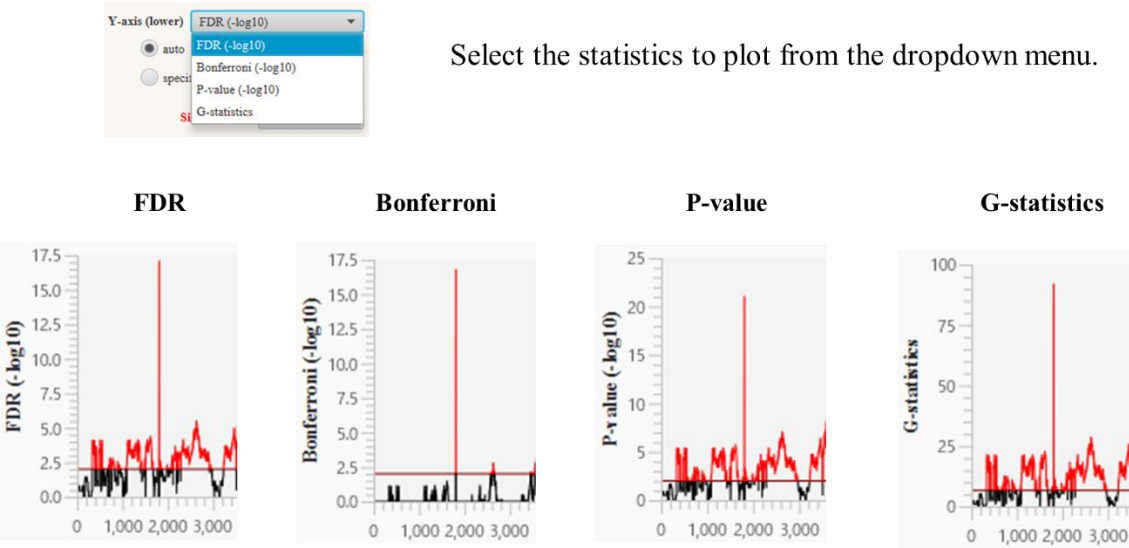 Y-axis (lower) FDR (-log10)
auto FDR (-log10)
Bonferroni (-log10)
specif P-value (-log10)
Si G-statistics
Select the statistics to plot from the dropdown menu.
FDR Bonferroni P-value G-statistics
FDR (-log10)
17.5
15.0
12.5
10.0
7.5
5.0
2.5
0.0
0 1,000 2,000 3,000
Bonferroni (-log10)
17.5
15.0
12.5
10.0
7.5
5.0
2.5
0.0
0 1,000 2,000 3,000
P-value (-log10)
25
20
15
10
5
0
0 1,000 2,000 3,000
G-statistics
100
75
50
25
0
0 1,000 2,000 3,000